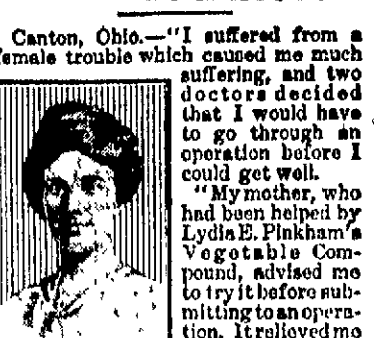 Canton, Ohio.—"I suffered from a
female trouble which caused me much
suffering, and two
doctors decided
that I would have
to go through an
operation before I
could get well.
"My mother, who
had been helped by
Lydia E. Pinkham's
Vegetable Com-
pound, advised me
to try it before sub-
mitting to an opera-
tion. It relieved me